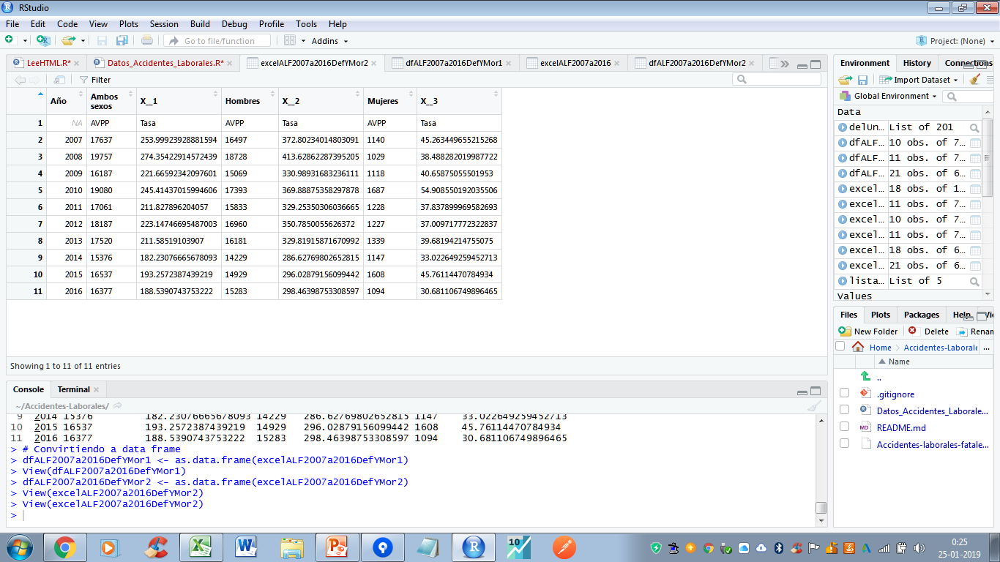 RStudio
File Edit Code View Plots Session Build Debug Profile Tools Help
Go to file/function Addins Project: (None)
LeeHTML.R* Datos_Accidentes_Laborales.R* excelALF2007a2016DefYMor2 dfALF2007a2016DefYMor1 excelALF2007a2016 dfALF2007a2016DefYMor2
Filter
Año Ambos sexos X__1 Hombres X__2 Mujeres X__3
1 NA AVPP Tasa AVPP Tasa AVPP Tasa
2 2007 17637 253.99923928881594 16497 372.80234014803091 1140 45.263449655215268
3 2008 19757 274.35422914572439 18728 413.62862287395205 1029 38.488282019987722
4 2009 16187 221.66592342097601 15069 330.98931683236111 1118 40.65875055501953
5 2010 19080 245.41437015994606 17393 369.88875358297878 1687 54.908550192035506
6 2011 17061 211.827896204057 15833 329.25350306036665 1228 37.837899969582693
7 2012 18187 223.14746695487003 16960 350.7850055626372 1227 37.009717772322837
8 2013 17520 211.58519103907 16181 329.81915871670992 1339 39.68194214755075
9 2014 15376 182.23076665678093 14229 286.62769802652815 1147 33.022649259452713
10 2015 16537 193.2572387439219 14929 296.02879156099442 1608 45.76114470784934
11 2016 16377 188.5390743753222 15283 298.46398753308597 1094 30.681106749896465
Showing 1 to 11 of 11 entries
Console Terminal
~/Accidentes-Laborales/
9 2014 15376 182.23076665678093 14229 286.62769802652815 1147 33.022649259452713
10 2015 16537 193.2572387439219 14929 296.02879156099442 1608 45.76114470784934
11 2016 16377 188.5390743753222 15283 298.46398753308597 1094 30.681106749896465
> # Convirtiendo a data frame
> dfALF2007a2016DefYMor1 <- as.data.frame(excelALF2007a2016DefYMor1)
> View(dfALF2007a2016DefYMor1)
> dfALF2007a2016DefYMor2 <- as.data.frame(excelALF2007a2016DefYMor2)
> View(excelALF2007a2016DefYMor2)
> View(excelALF2007a2016DefYMor2)
>
Environment History Connections
Import Dataset
Global Environment
Data
delUn… List of 201
dfALF… 10 obs. of 7…
dfALF… 11 obs. of 7…
dfALF… 21 obs. of 6…
excel… 18 obs. of 1…
excel… 11 obs. of 7…
excel… 10 obs. of 7…
excel… 11 obs. of 7…
excel… 18 obs. of 6…
excel… 21 obs. of 6…
lista… List of 5
Values
Files Plots Packages Help
New Folder Delete Renam
Home Accidentes-Laborale ...
Name
..
.gitignore
Datos_Accidentes_Laborale...
README.md
Accidentes-laborales-fatale...
10
0:25
25-01-2019